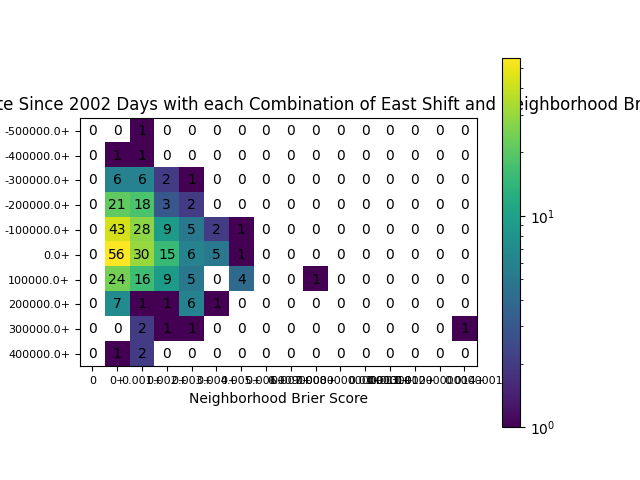 te Since 2002 Days with each Combination of East Shift and Neighborhood Bri
-500000.0+ 0 0 1 0 0 0 0 0 0 0 0 0 0 0 0 0
-400000.0+ 0 1 1 0 0 0 0 0 0 0 0 0 0 0 0 0
-300000.0+ 0 6 6 2 1 0 0 0 0 0 0 0 0 0 0 0
-200000.0+ 0 21 18 3 2 0 0 0 0 0 0 0 0 0 0 0
-100000.0+ 0 43 28 9 5 2 1 0 0 0 0 0 0 0 0 0
0.0+ 0 56 30 15 6 5 1 0 0 0 0 0 0 0 0 0
100000.0+ 0 24 16 9 5 0 4 0 0 1 0 0 0 0 0 0
200000.0+ 0 7 1 1 6 1 0 0 0 0 0 0 0 0 0 0
300000.0+ 0 0 2 1 1 0 0 0 0 0 0 0 0 0 0 1
400000.0+ 0 1 2 0 0 0 0 0 0 0 0 0 0 0 0 0
0 0+ 0.001+
Neighborhood Brier Score
10^1
10^0